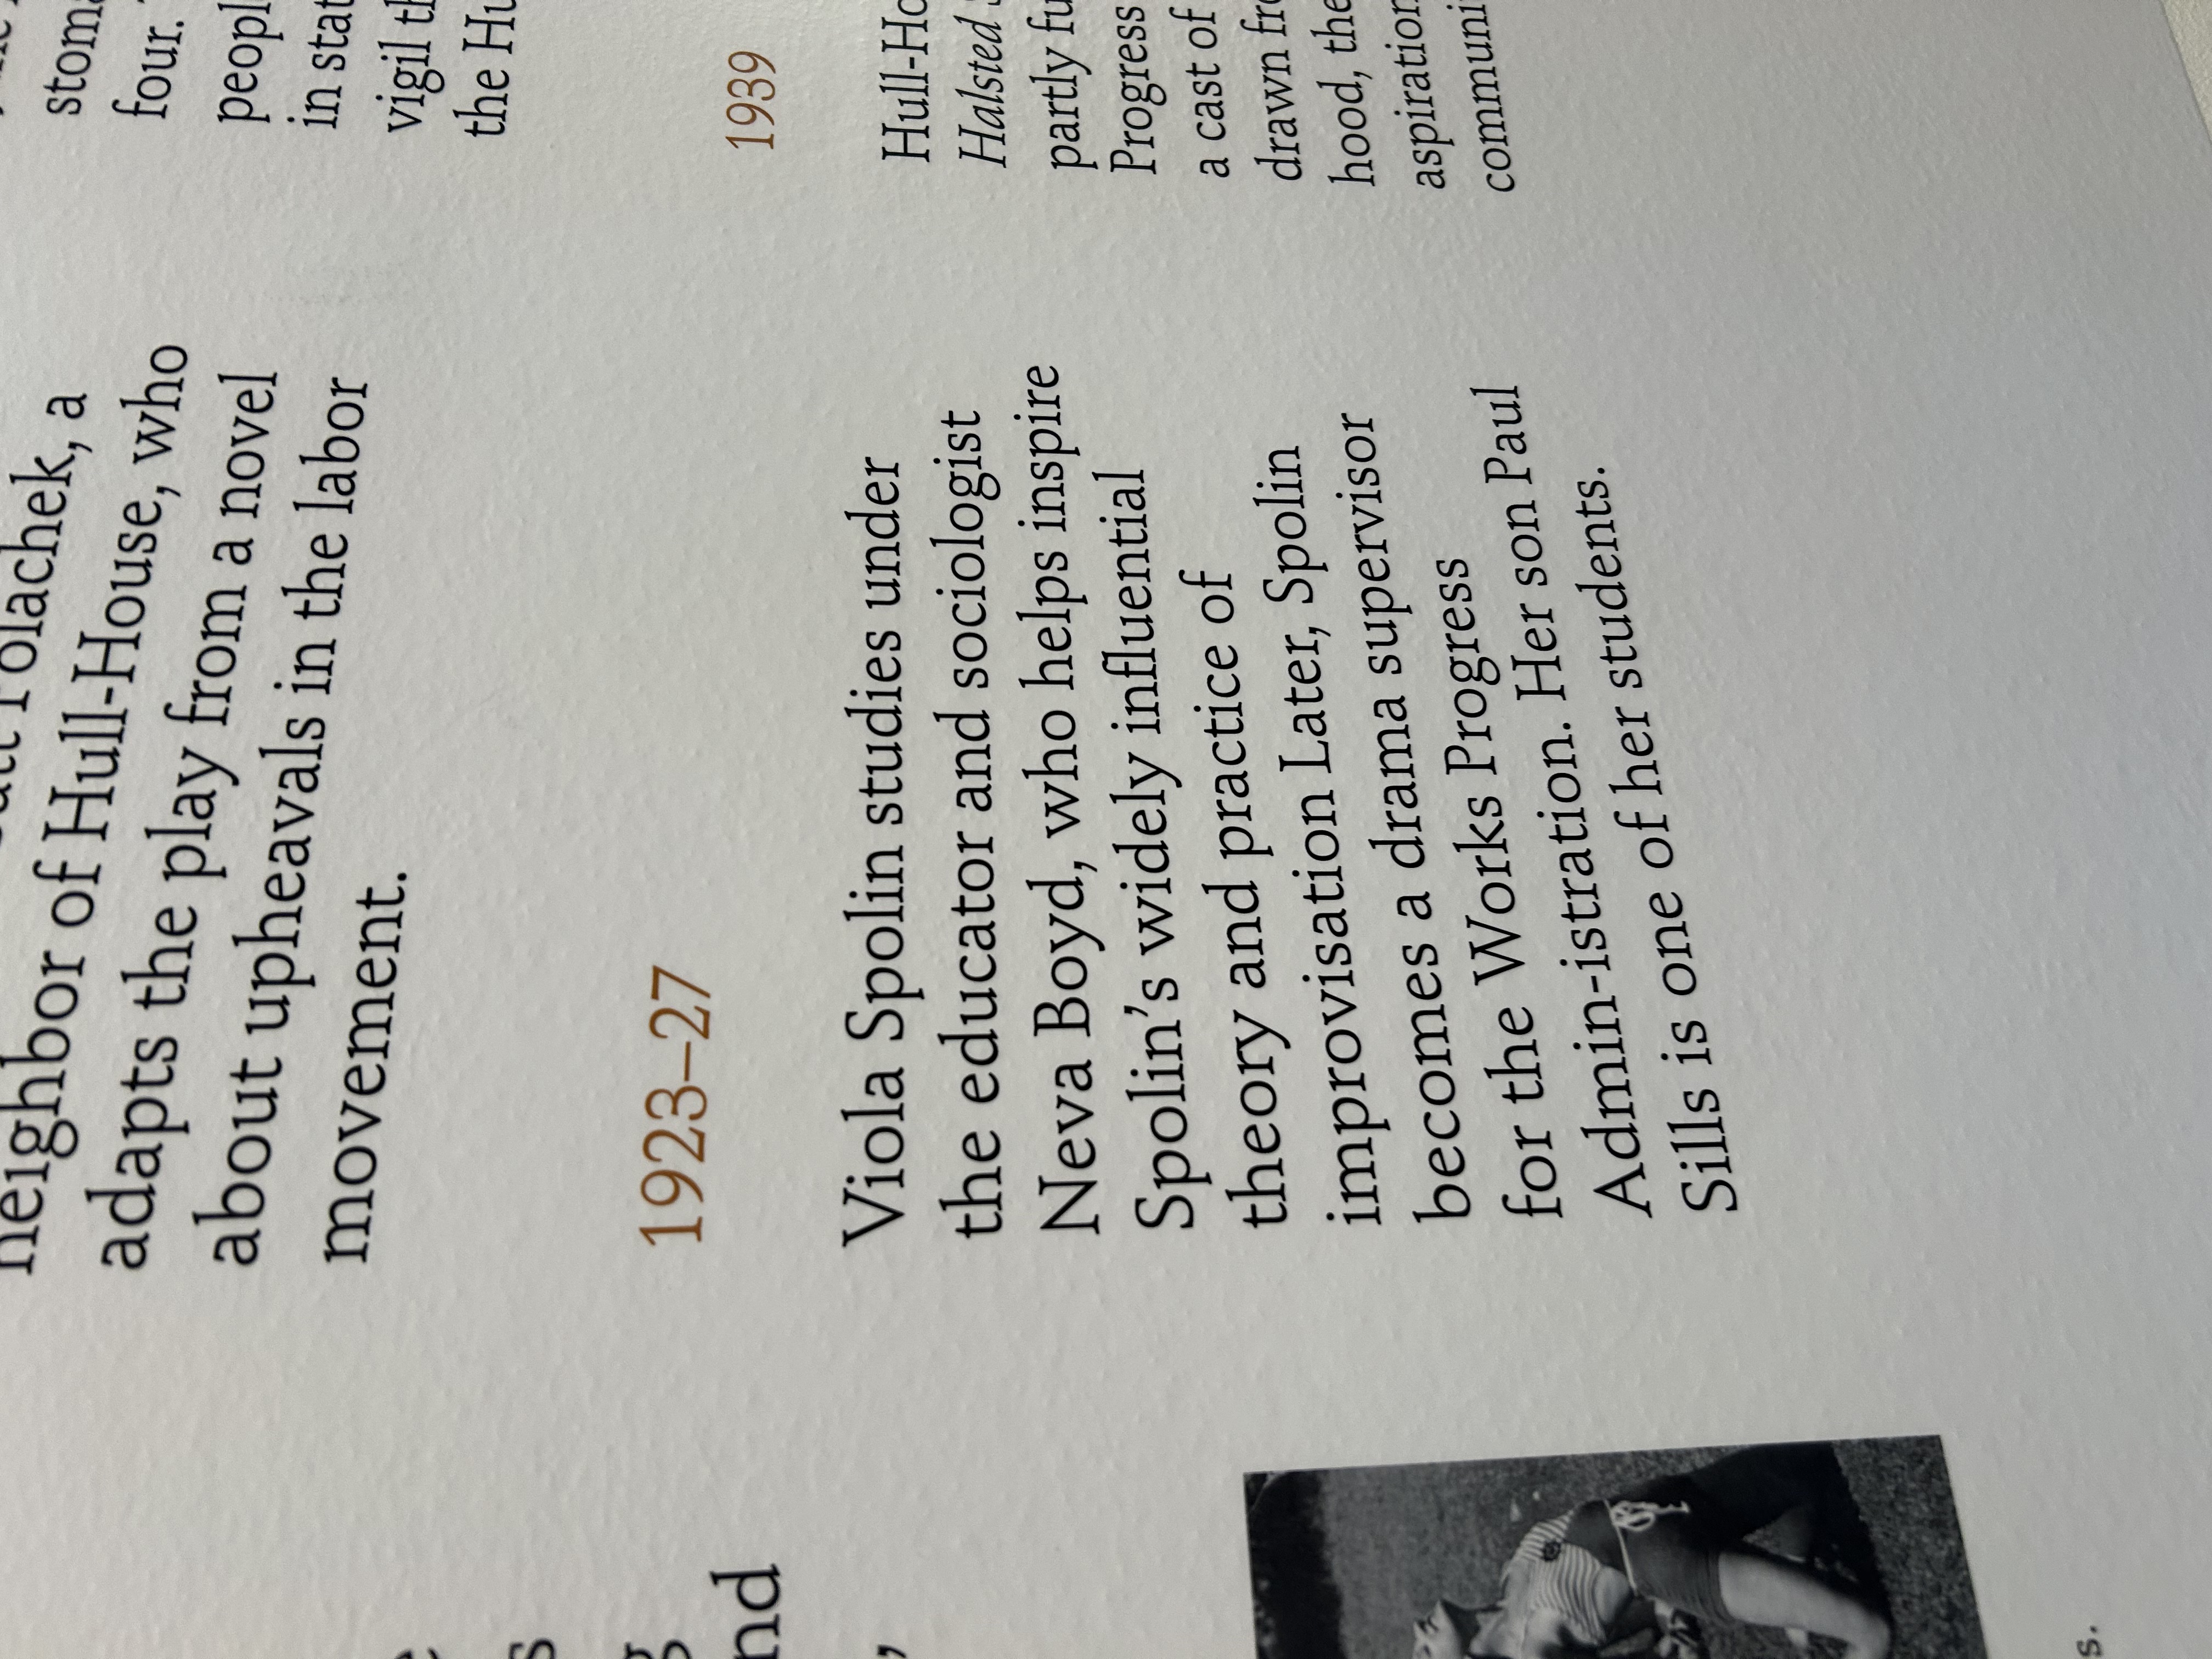 neighbor of Hull-House, who
adapts the play from a novel
about upheavals in the labor
movement.
1923–27
Viola Spolin studies under
the educator and sociologist
Neva Boyd, who helps inspire
Spolin's widely influential
theory and practice of
improvisation Later, Spolin
becomes a drama supervisor
for the Works Progress
Admin-istration. Her son Paul
Sills is one of her students.
four.
in
vigil
the
1939
Halsted
partly
Progress
a cast of
drawn
hood, the